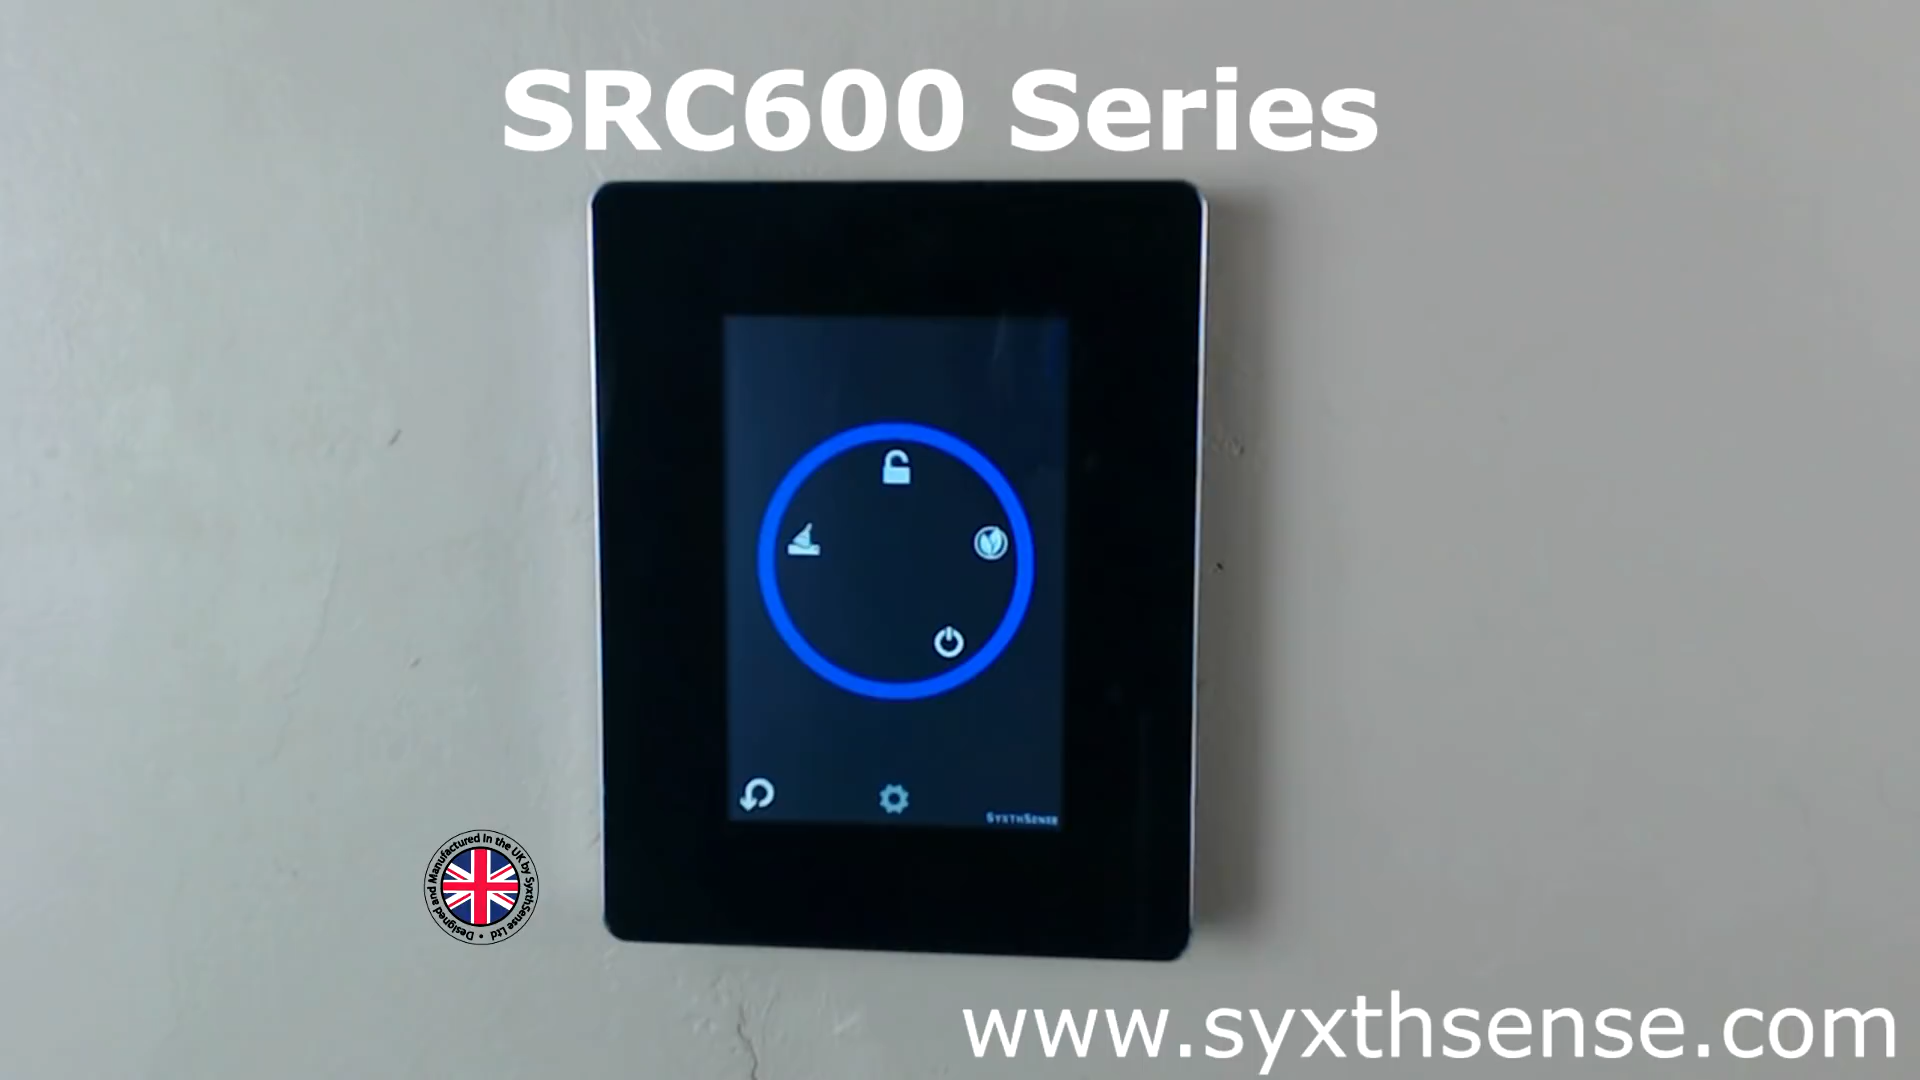 SRC600 Series
SYXTHSENSE
Designed and Manufactured in the UK by SyxthSense Ltd •
www.syxthsense.com